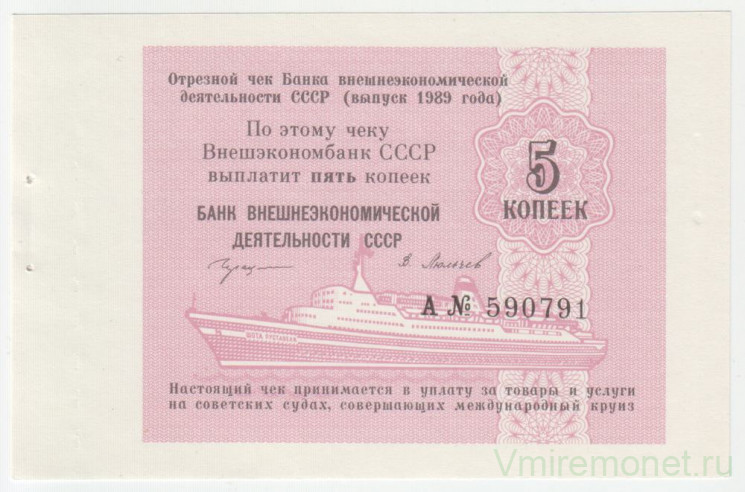 Отрезной чек Банка внешнеэкономической
деятельности СССР (выпуск 1989 года)
По этому чеку
Внешэкономбанк СССР
выплатит пять копеек
5
КОПЕЕК
БАНК ВНЕШНЕЭКОНОМИЧЕСКОЙ
ДЕЯТЕЛЬНОСТИ СССР
А № 590791
ШОТА РУСТАВЕЛИ
Настоящий чек принимается в уплату за товары и услуги
на советских судах, совершающих международный круиз
Vmiremonet.ru